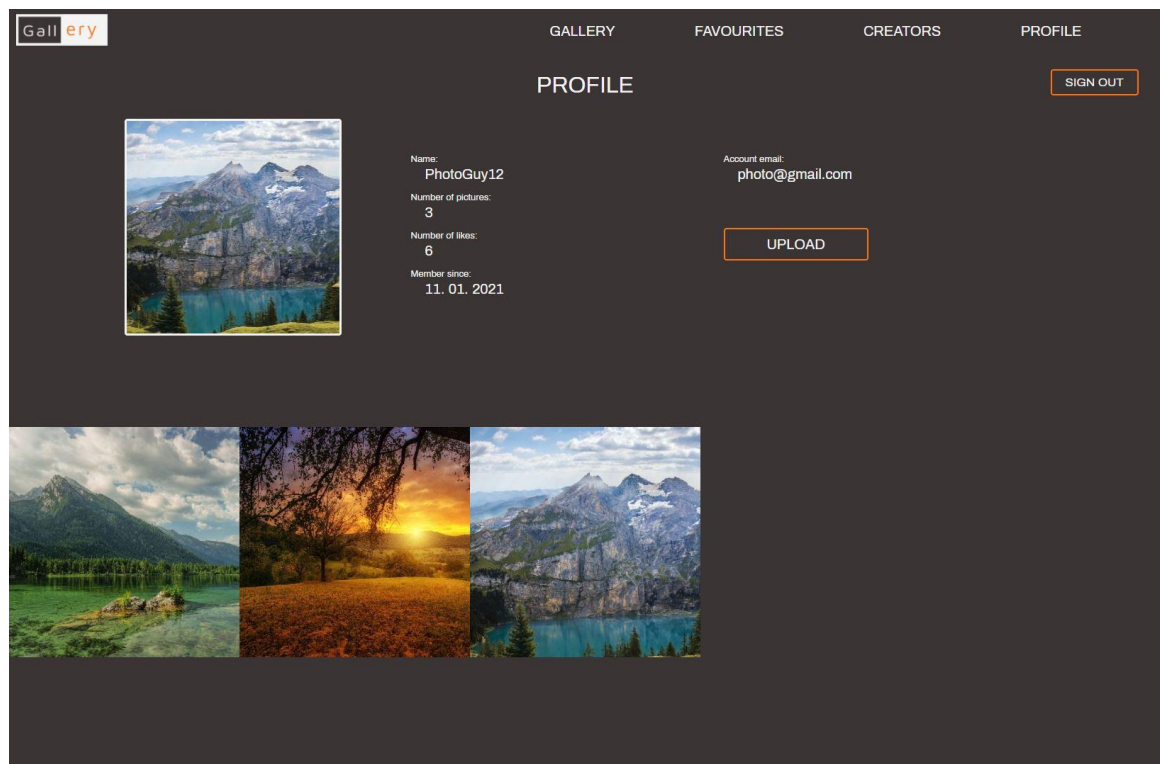 Gallery
GALLERY FAVOURITES CREATORS PROFILE
PROFILE
SIGN OUT
Name:
PhotoGuy12
Number of pictures:
3
Number of likes:
6
Member since:
11. 01. 2021
Account email:
photo@gmail.com
UPLOAD